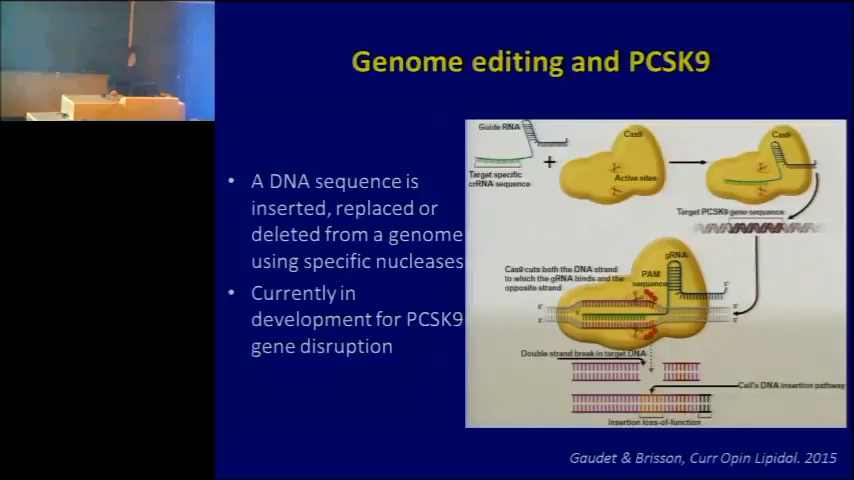 Genome editing and PCSK9
• A DNA sequence is
inserted, replaced or
deleted from a genome
using specific nucleases
• Currently in
development for PCSK9
gene disruption
Guide RNA
Target specific
crRNA sequence
+
Cas9
Active sites
Cas9
Target PCSK9 gene sequence
gRNA
Cas9 cuts both the DNA strand
to which the gRNA binds and the
opposite strand
PAM
sequence
Double strand break in target DNA
Cell's DNA insertion pathway
Insertion loss-of-function
Gaudet & Brisson, Curr Opin Lipidol. 2015